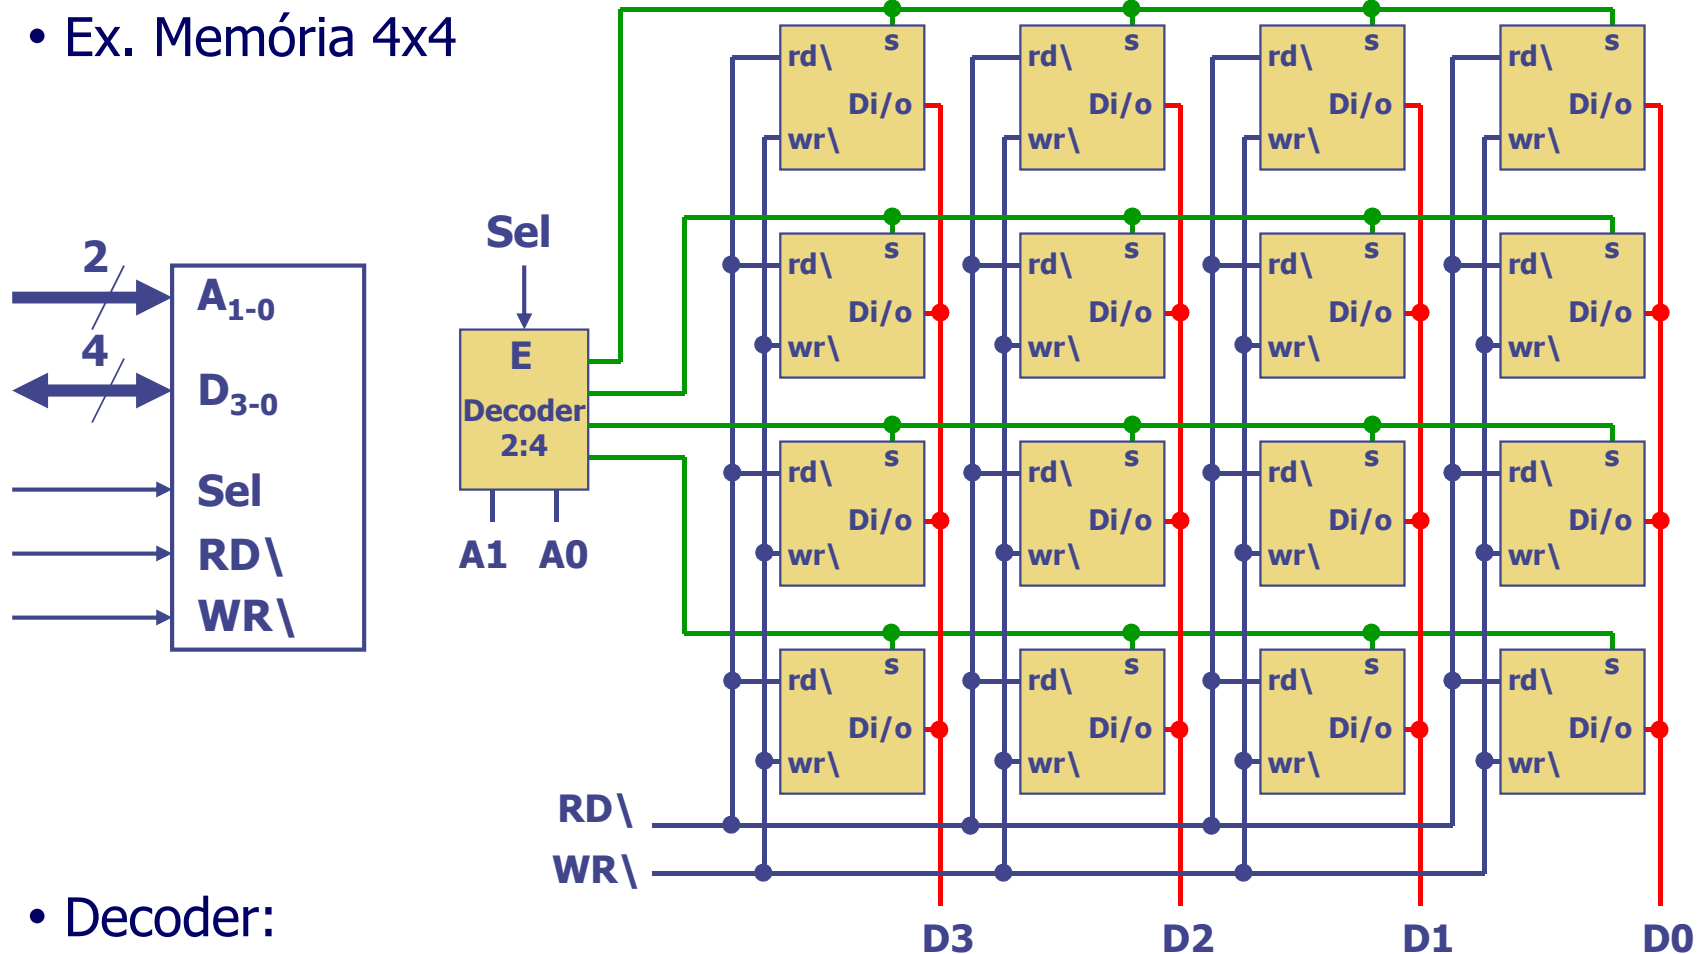 • Ex. Memória 4x4
2
A1-0
4
D3-0
Sel
RD\
WR\
Sel
E
Decoder
2:4
A1 A0
s s s s
rd\ rd\ rd\ rd\
Di/o Di/o Di/o Di/o
wr\ wr\ wr\ wr\
s s s s
rd\ rd\ rd\ rd\
Di/o Di/o Di/o Di/o
wr\ wr\ wr\ wr\
s s s s
rd\ rd\ rd\ rd\
Di/o Di/o Di/o Di/o
wr\ wr\ wr\ wr\
s s s s
rd\ rd\ rd\ rd\
Di/o Di/o Di/o Di/o
wr\ wr\ wr\ wr\
RD\
WR\
D3 D2 D1 D0
• Decoder: